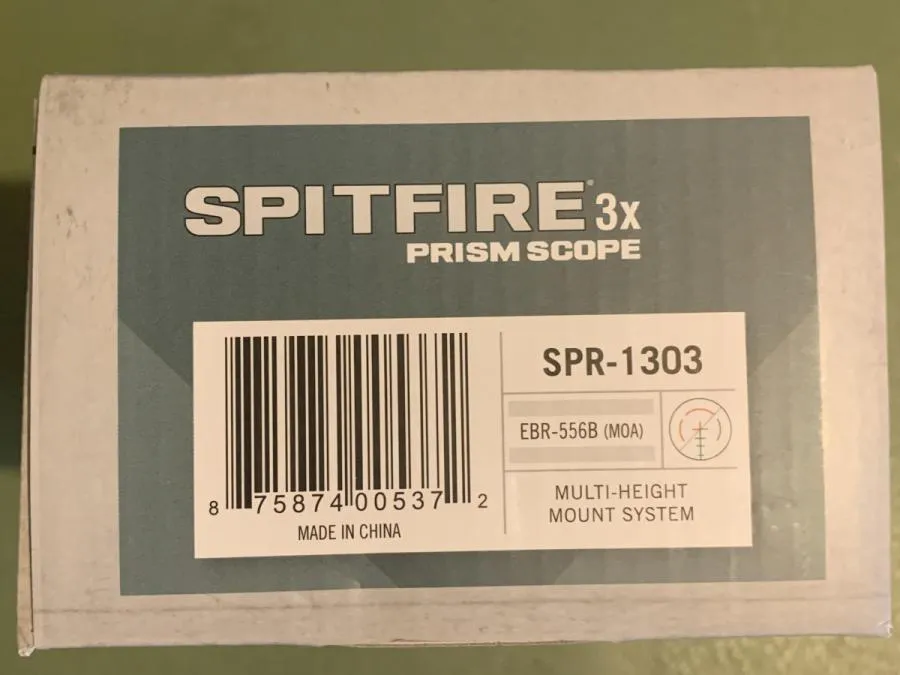 SPITFIRE® 3x
PRISM SCOPE
SPR-1303
EBR-556B (MOA)
MULTI-HEIGHT
MOUNT SYSTEM
8 75874 00537 2
MADE IN CHINA